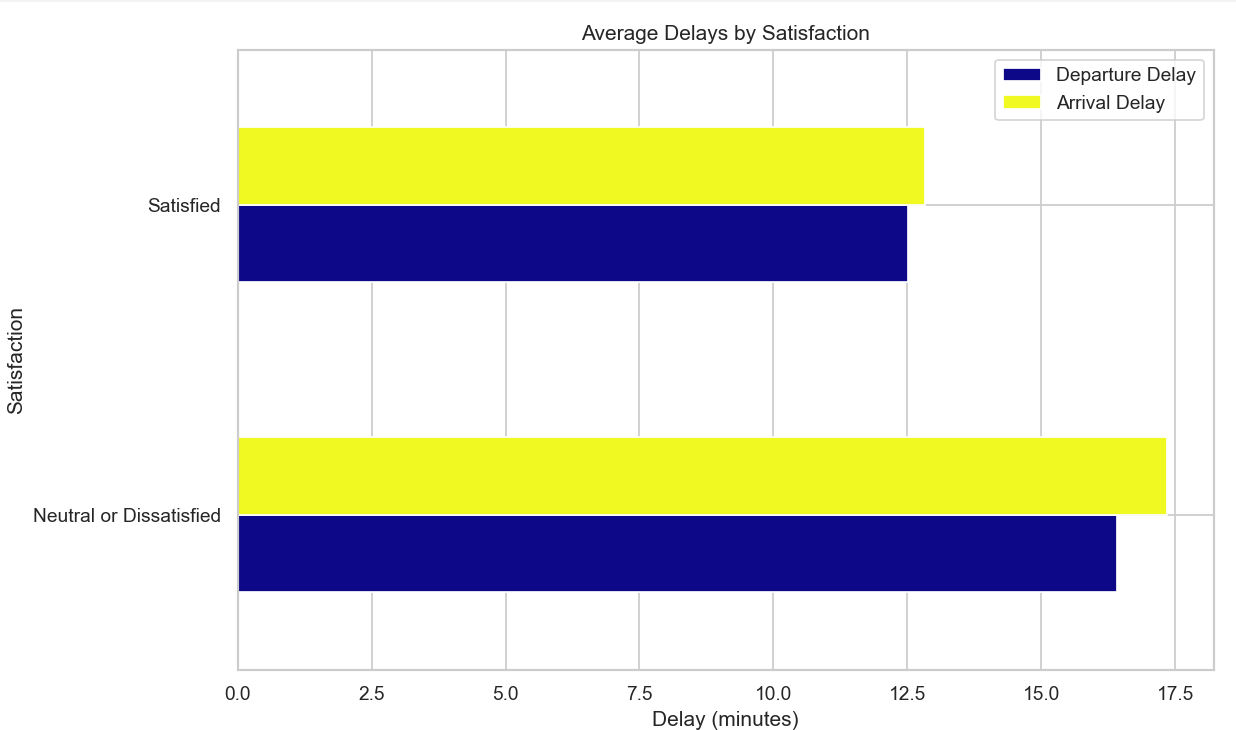 Average Delays by Satisfaction
Departure Delay
Arrival Delay
Satisfied
Satisfaction
Neutral or Dissatisfied
0.0 2.5 5.0 7.5 10.0 12.5 15.0 17.5
Delay (minutes)